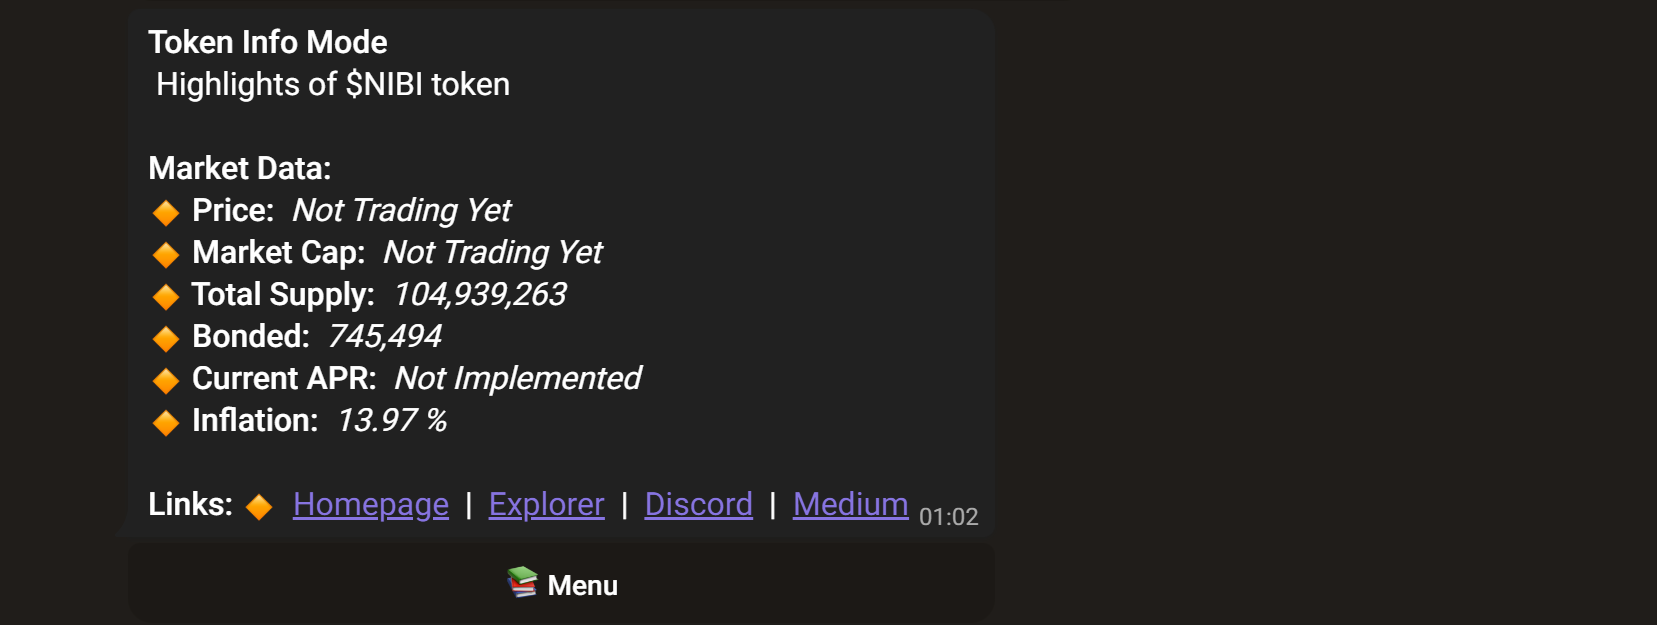 Token Info Mode
Highlights of $NIBI token
Market Data:
🔸 Price: Not Trading Yet
🔸 Market Cap: Not Trading Yet
🔸 Total Supply: 104,939,263
🔸 Bonded: 745,494
🔸 Current APR: Not Implemented
🔸 Inflation: 13.97 %
Links: 🔸 Homepage | Explorer | Discord | Medium 01:02
📚 Menu